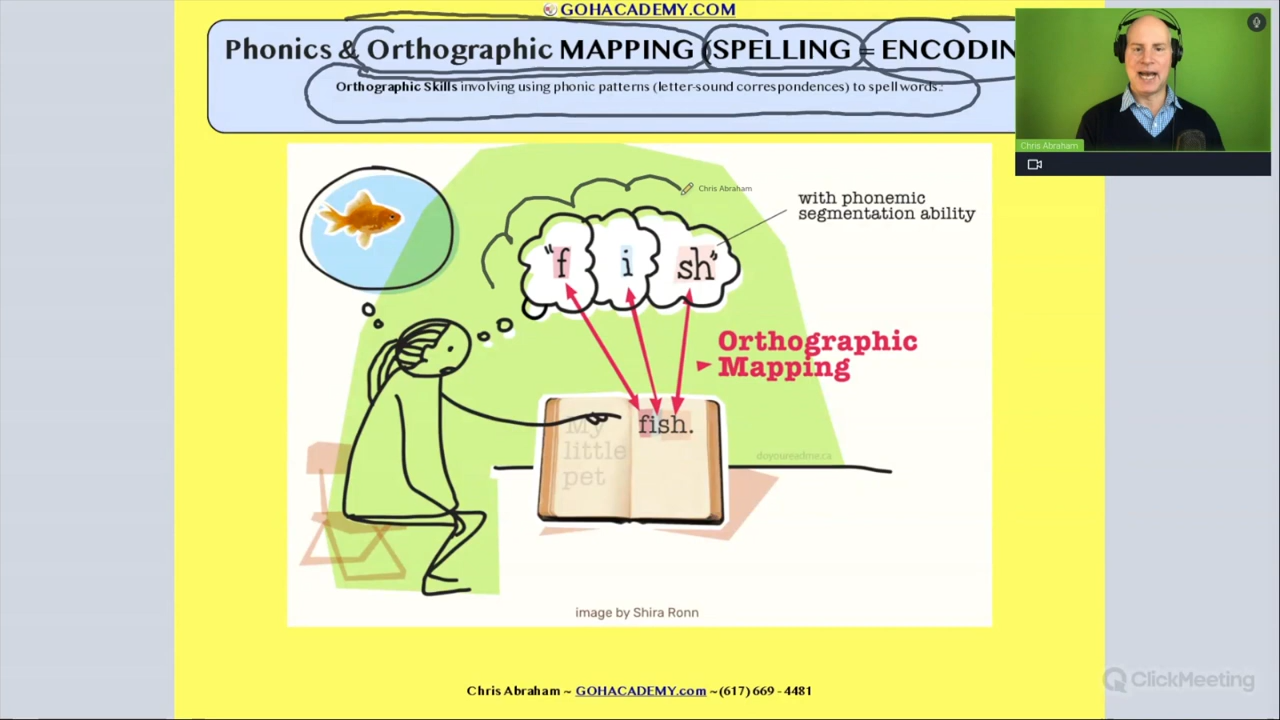 GOHACADEMY.COM
Phonics & Orthographic MAPPING (SPELLING = ENCODIN
Orthographic Skills involving using phonic patterns (letter-sound correspondences) to spell words.:
Chris Abraham
Chris Abraham
with phonemic
segmentation ability
"f i sh"
Orthographic
Mapping
My
little
pet
fish.
doyoureadme.ca
image by Shira Ronn
Chris Abraham ~ GOHACADEMY.com ~(617) 669 - 4481
ClickMeeting